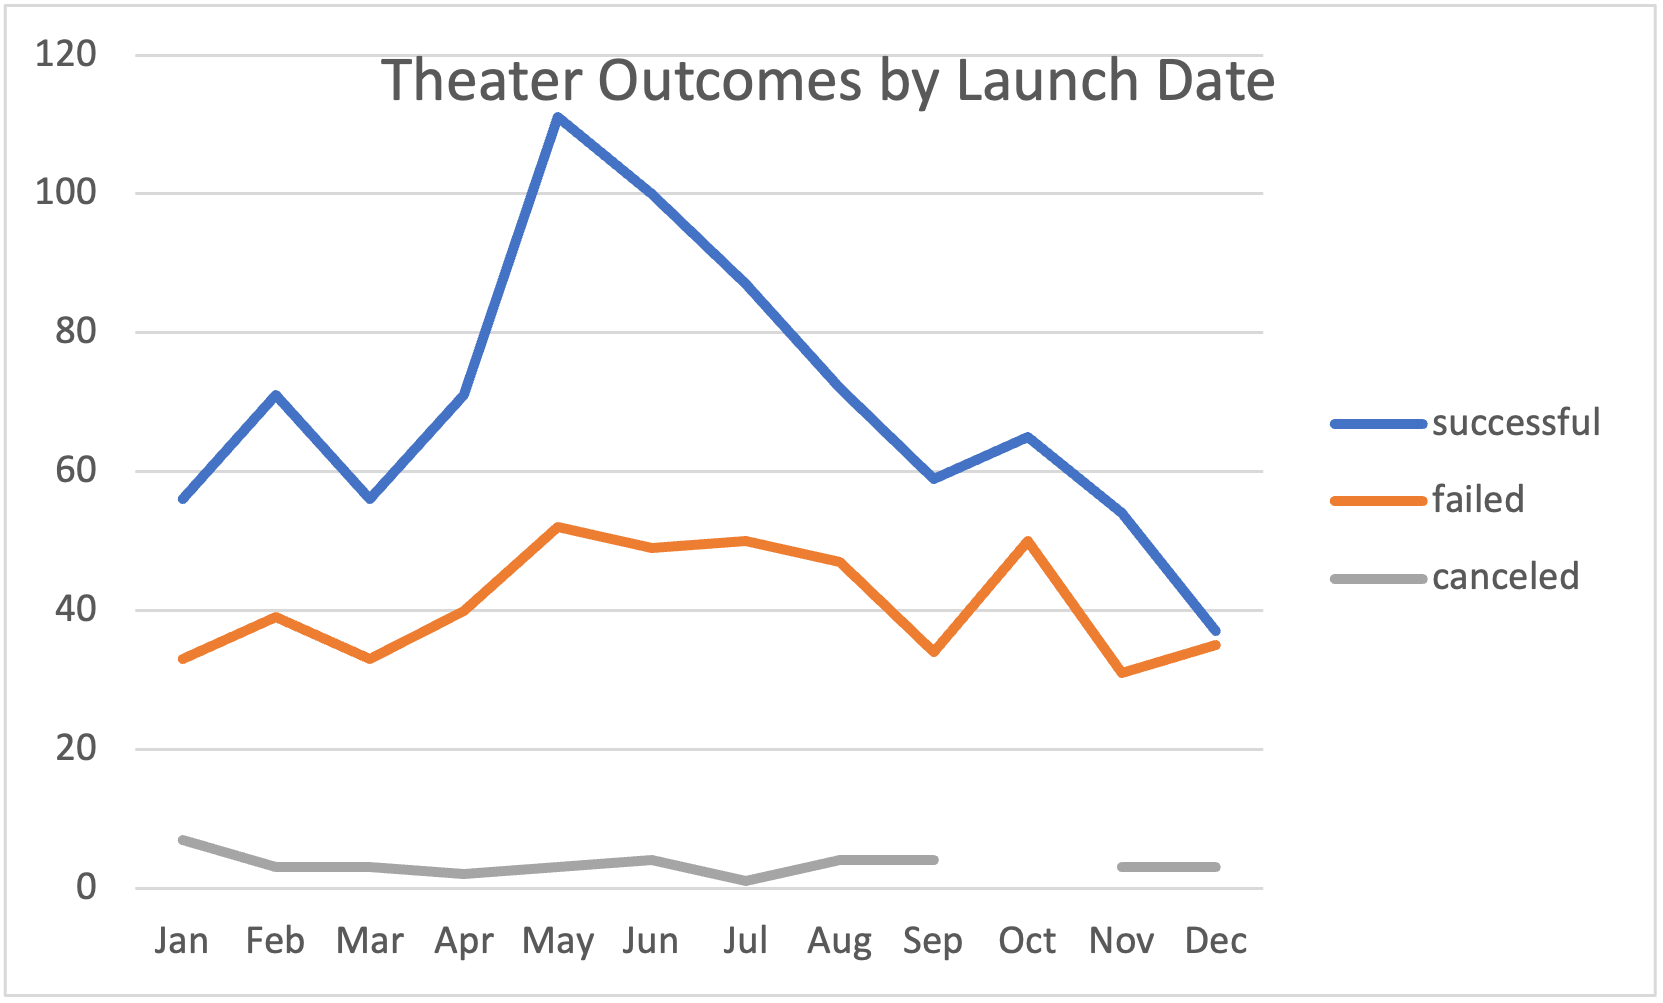 Theater Outcomes by Launch Date
120
100
80
60
40
20
0
Jan Feb Mar Apr May Jun Jul Aug Sep Oct Nov Dec
successful
failed
canceled